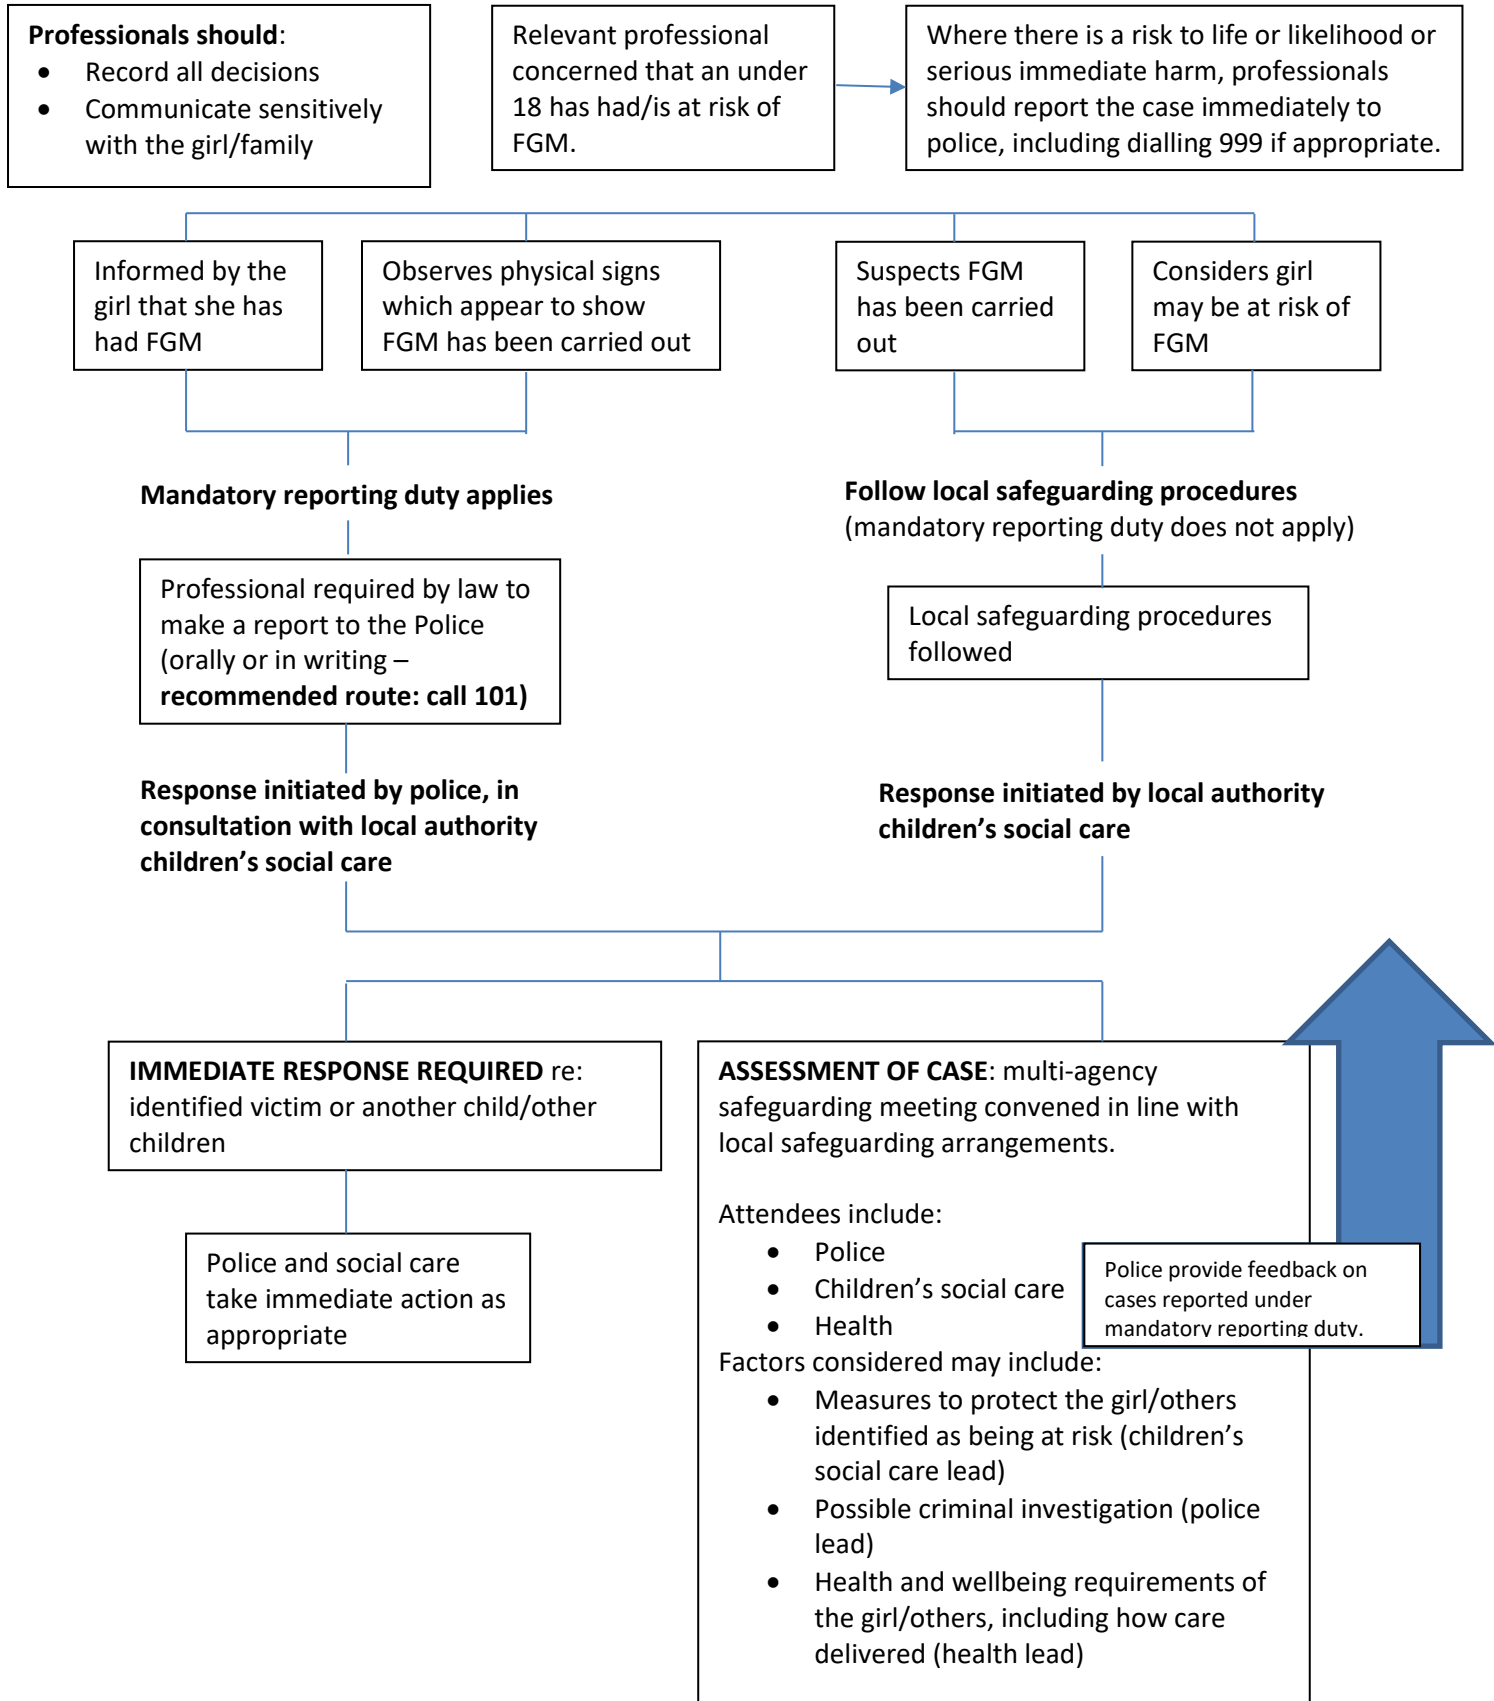 Professionals should:
• Record all decisions
• Communicate sensitively
with the girl/family
Relevant professional
concerned that an under
18 has had/is at risk of
FGM.
Where there is a risk to life or likelihood or
serious immediate harm, professionals
should report the case immediately to
police, including dialling 999 if appropriate.
Informed by the
girl that she has
had FGM
Observes physical signs
which appear to show
FGM has been carried out
Suspects FGM
has been carried
out
Considers girl
may be at risk of
FGM
Mandatory reporting duty applies
Follow local safeguarding procedures
(mandatory reporting duty does not apply)
Professional required by law to
make a report to the Police
(orally or in writing –
recommended route: call 101)
Local safeguarding procedures
followed
Response initiated by police, in
consultation with local authority
children’s social care
Response initiated by local authority
children’s social care
IMMEDIATE RESPONSE REQUIRED re:
identified victim or another child/other
children
Police and social care
take immediate action as
appropriate
ASSESSMENT OF CASE: multi-agency
safeguarding meeting convened in line with
local safeguarding arrangements.
Attendees include:
• Police
• Children’s social care
• Health
Factors considered may include:
• Measures to protect the girl/others
identified as being at risk (children’s
social care lead)
• Possible criminal investigation (police
lead)
• Health and wellbeing requirements of
the girl/others, including how care
delivered (health lead)
Police provide feedback on
cases reported under
mandatory reporting duty.